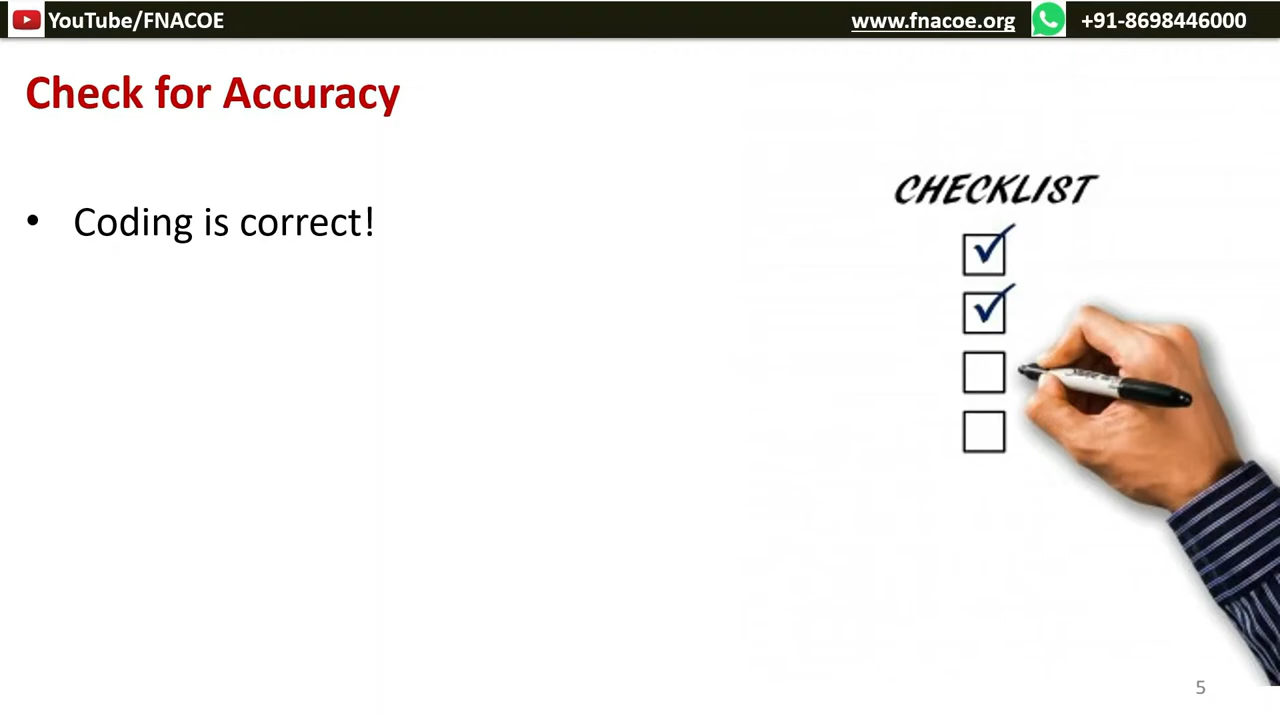 YouTube/FNACOE
www.fnacoe.org
+91-8698446000
Check for Accuracy
• Coding is correct!
CHECKLIST
5